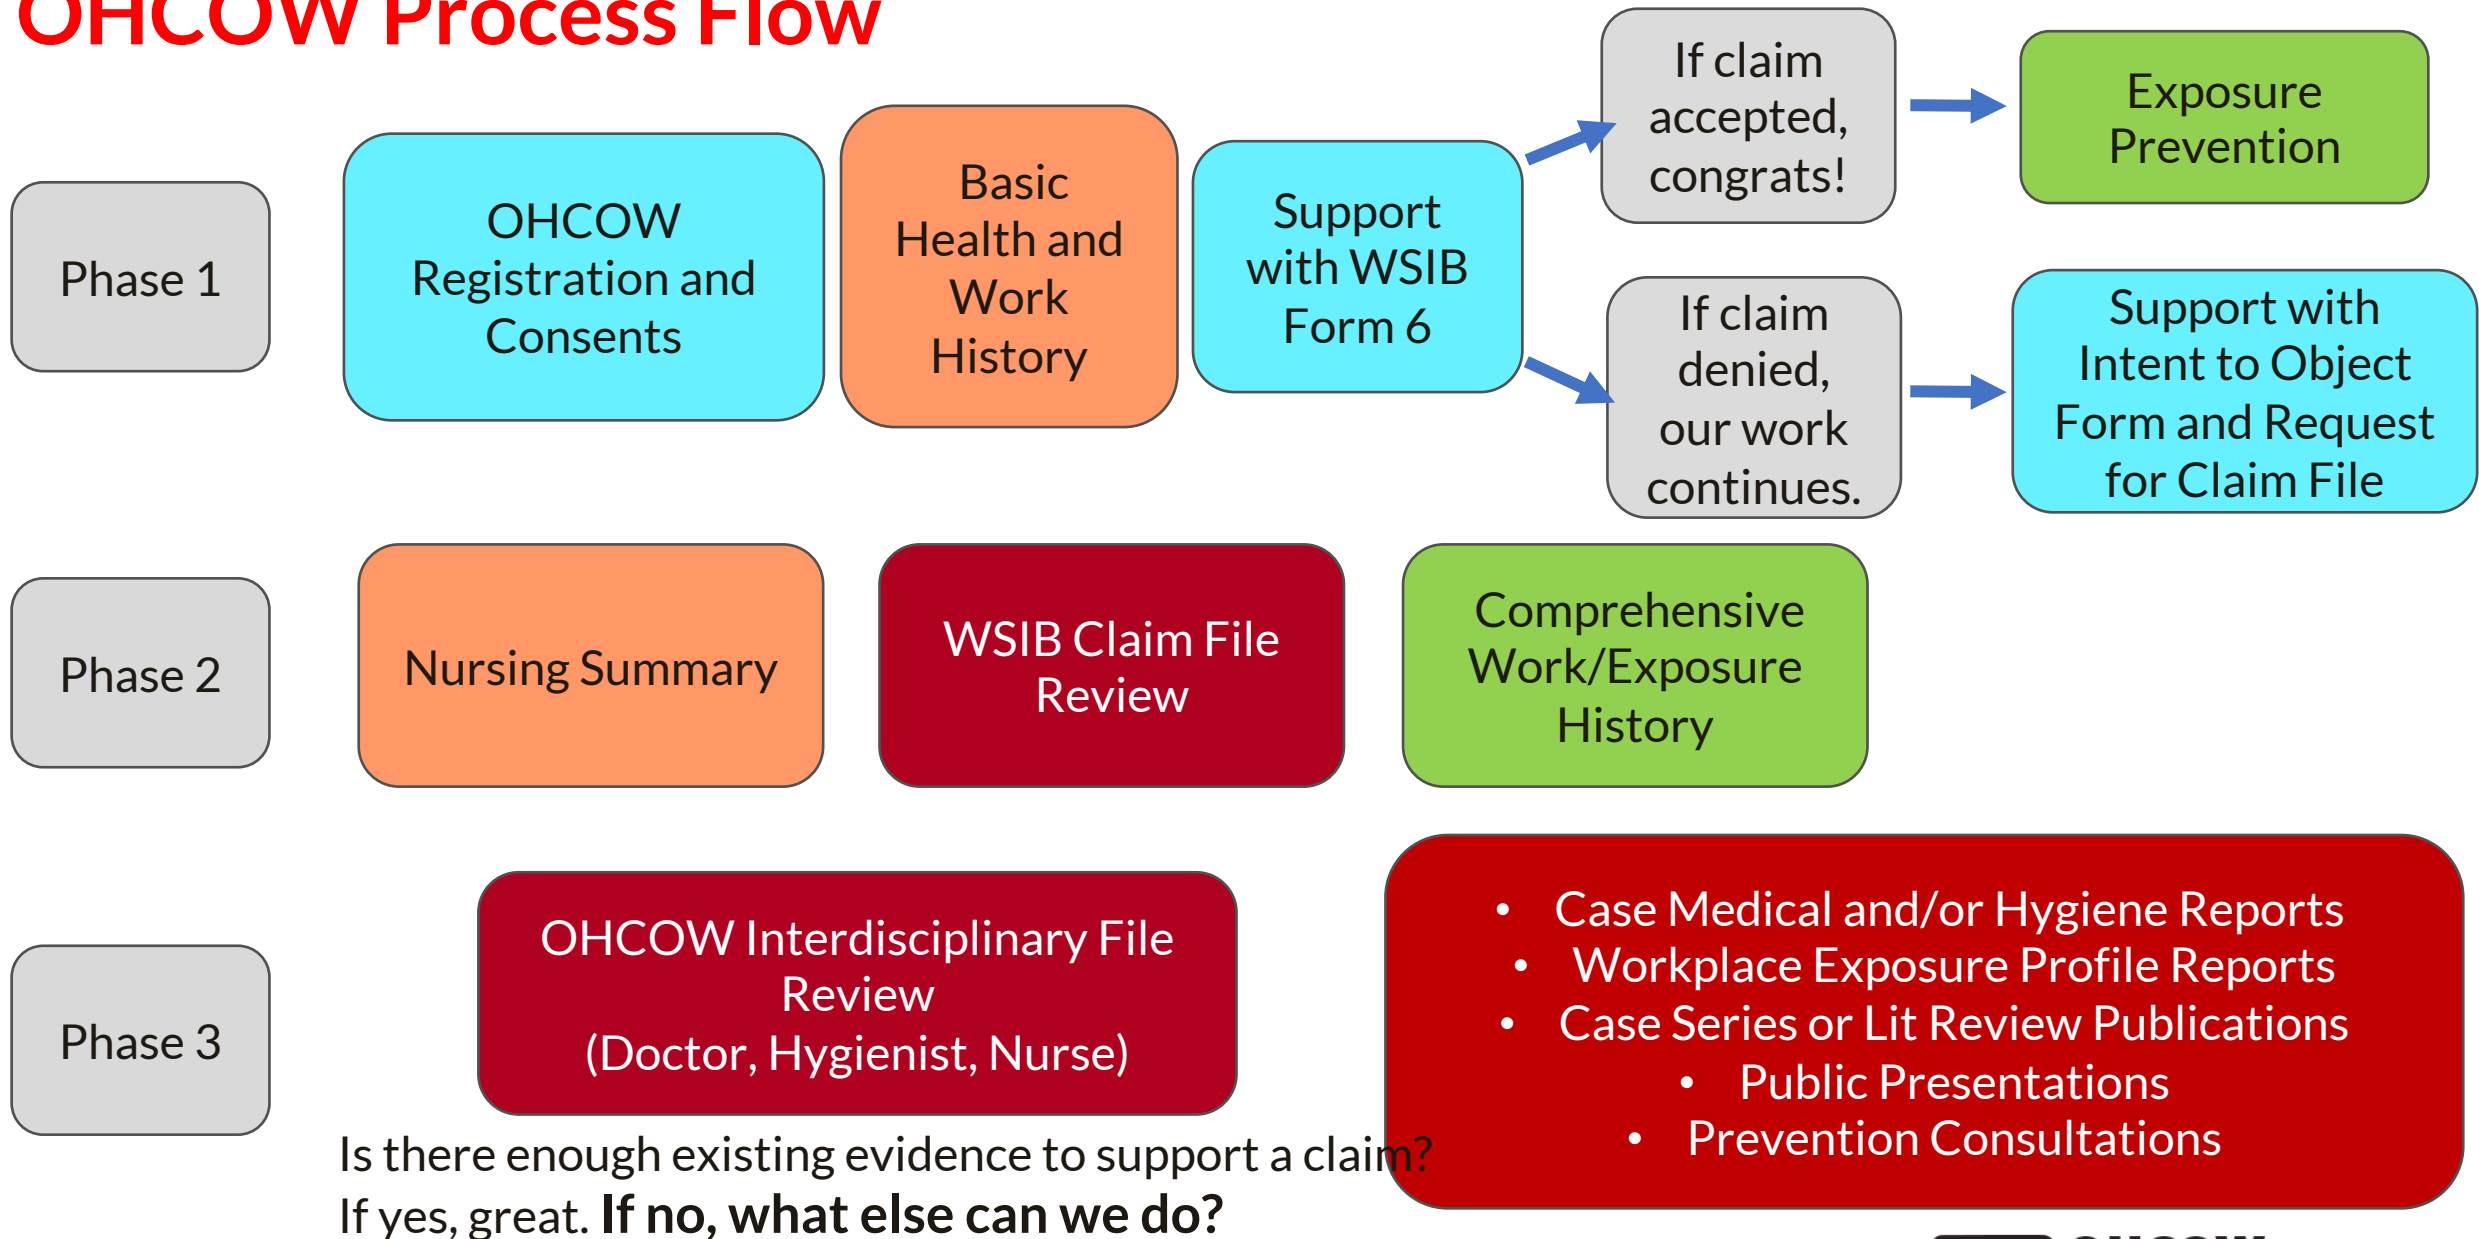 OHCOW Process Flow
Phase 1
OHCOW
Registration and
Consents
Basic
Health and
Work
History
Support
with WSIB
Form 6
If claim
accepted,
congrats!
Exposure
Prevention
If claim
denied,
our work
continues.
Support with
Intent to Object
Form and Request
for Claim File
Phase 2
Nursing Summary
WSIB Claim File
Review
Comprehensive
Work/Exposure
History
Phase 3
OHCOW Interdisciplinary File
Review
(Doctor, Hygienist, Nurse)
Is there enough existing evidence to support a claim?
If yes, great. If no, what else can we do?
• Case Medical and/or Hygiene Reports
• Workplace Exposure Profile Reports
• Case Series or Lit Review Publications
• Public Presentations
• Prevention Consultations